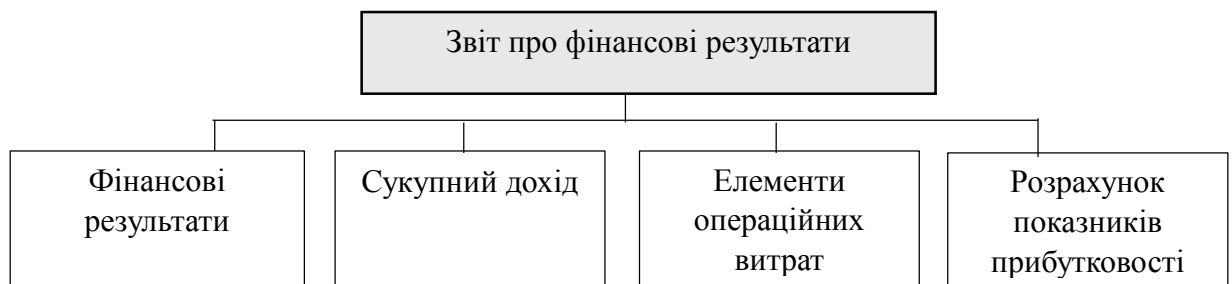 Звіт про фінансові результати
Фінансові
результати
Сукупний дохід
Елементи
операційних
витрат
Розрахунок
показників
прибутковості